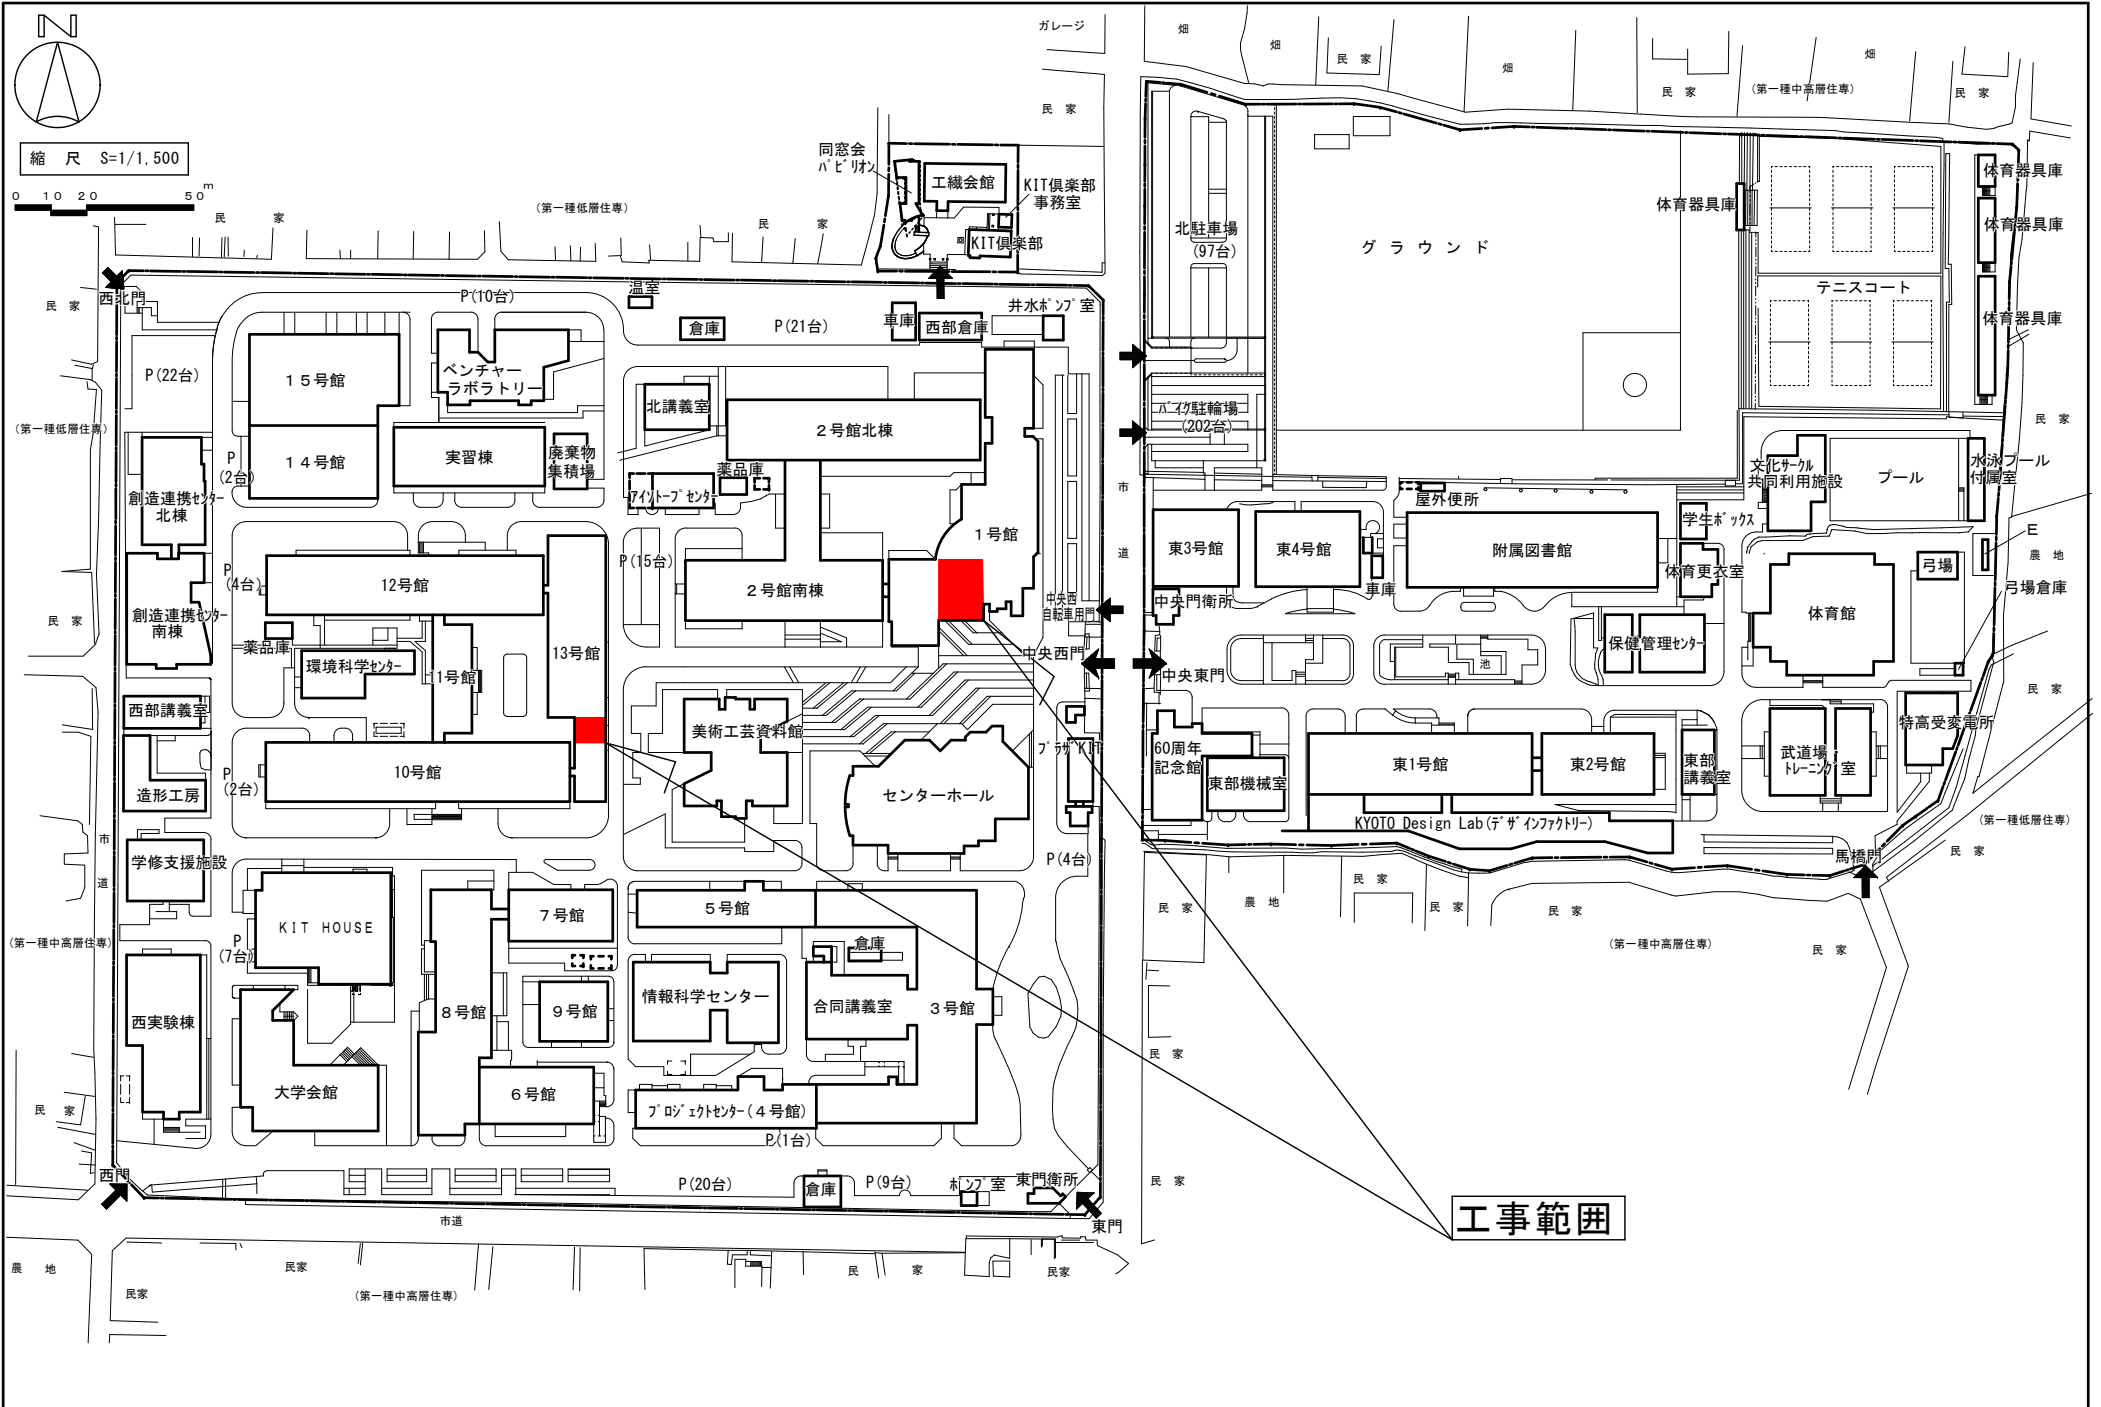 N
縮 尺 S=1/1,500
0 10 20 50 m
ガレージ
畑
畑
民 家
畑
畑
民 家
(第一種中高層住専)
民 家
民 家
民 家
(第一種低層住専)
民 家
同窓会
パビリオン
工繊会館
KIT倶楽部
事務室
KIT倶楽部
北駐車場
(97台)
グラウンド
体育器具庫
体育器具庫
体育器具庫
テニスコート
体育器具庫
西北門
民 家
P(10台)
温室
倉庫
P(21台)
車庫
西部倉庫
井水ポンプ室
P(22台)
15号館
ベンチャー
ラボラトリー
北講義室
2号館北棟
バイク駐輪場
(202台)
民 家
(第一種低層住専)
P
(2台)
14号館
実習棟
廃棄物
集積場
薬品庫
アイソトープセンター
創造連携センター
北棟
1号館
市
道
屋外便所
文化サークル
共同利用施設
プール
水泳プール
付属室
学生ボックス
東3号館
東4号館
附属図書館
E
農 地
P
(4台)
12号館
P(15台)
2号館南棟
中央西
自転車用門
中央門衛所
車庫
体育更衣室
体育館
弓場
弓場倉庫
民 家
創造連携センター
南棟
薬品庫
環境科学センター
11号館
13号館
中央西門
中央東門
池
保健管理センター
民 家
西部講義室
美術工芸資料館
プラザKIT
60周年
記念館
東部機械室
東1号館
東2号館
東部
講義室
武道場
トレーニング室
特高受変電所
P
(2台)
10号館
造形工房
センターホール
KYOTO Design Lab(デザインファクトリー)
(第一種低層住専)
市
道
学修支援施設
P(4台)
馬橋門
民 家
民 家
農 地
民 家
民 家
民 家
(第一種中高層住専)
民 家
KIT HOUSE
7号館
5号館
(第一種中高層住専)
P
(7台)
倉庫
西実験棟
8号館
9号館
情報科学センター
合同講義室
3号館
民 家
大学会館
6号館
プロジェクトセンター(4号館)
民 家
P(1台)
西門
P(20台)
倉庫
P(9台)
ポンプ室
東門衛所
東門
民 家
市道
工事範囲
農 地
民家
民 家
民家
民家
(第一種中高層住専)